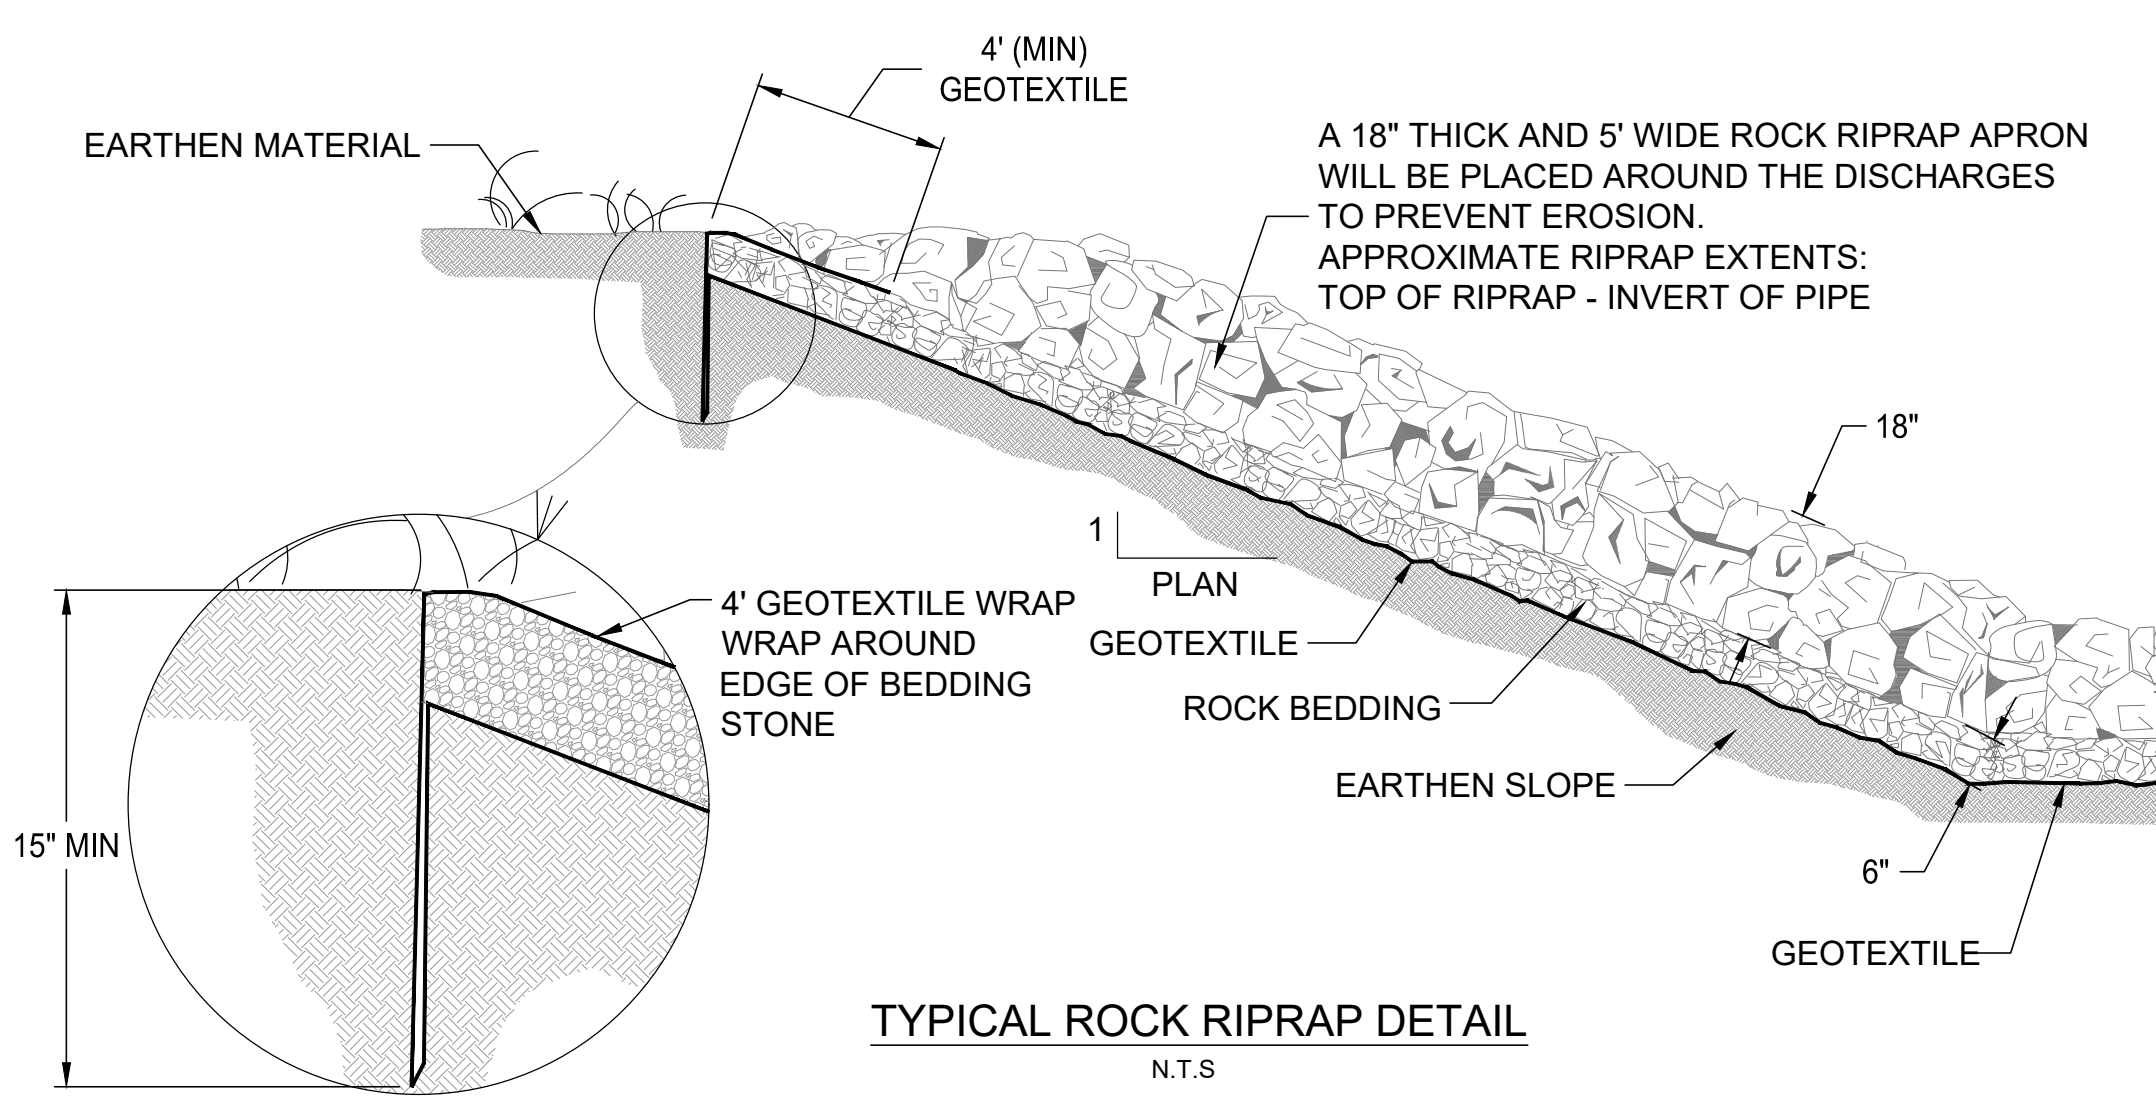 4' (MIN)
GEOTEXTILE
EARTHEN MATERIAL
A 18" THICK AND 5' WIDE ROCK RIPRAP APRON
WILL BE PLACED AROUND THE DISCHARGES
TO PREVENT EROSION.
APPROXIMATE RIPRAP EXTENTS:
TOP OF RIPRAP - INVERT OF PIPE
18"
1
PLAN
GEOTEXTILE
ROCK BEDDING
EARTHEN SLOPE
4' GEOTEXTILE WRAP
WRAP AROUND
EDGE OF BEDDING
STONE
15" MIN
6"
GEOTEXTILE
TYPICAL ROCK RIPRAP DETAIL
N.T.S